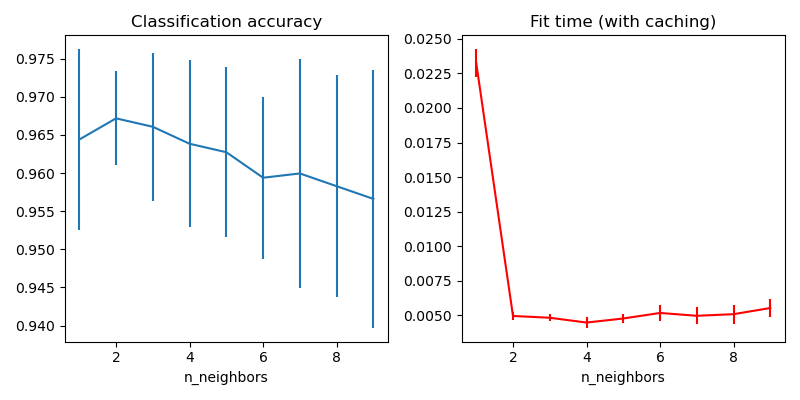 Classification accuracy
0.975
0.970
0.965
0.960
0.955
0.950
0.945
0.940
2 4 6 8
n_neighbors
Fit time (with caching)
0.0250
0.0225
0.0200
0.0175
0.0150
0.0125
0.0100
0.0075
0.0050
2 4 6 8
n_neighbors